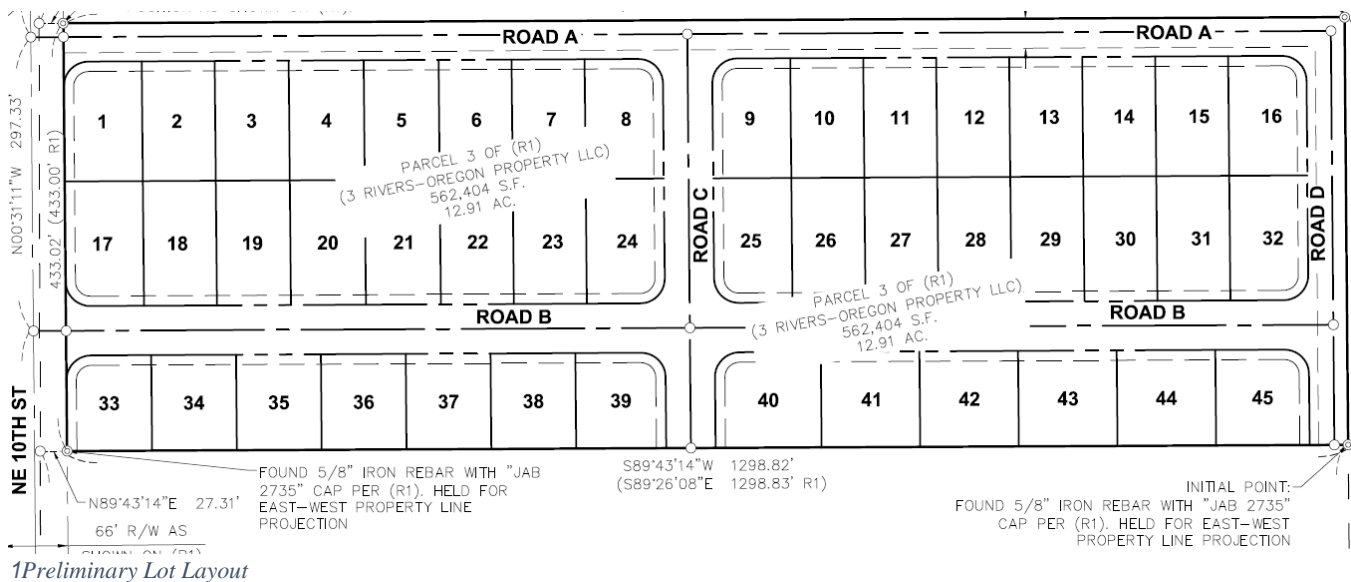 ROAD A
ROAD A
1 2 3 4 5 6 7 8 9 10 11 12 13 14 15 16
N00°31'11"W 297.33'
433.02' (433.00' R1)
PARCEL 3 OF (R1)
(3 RIVERS-OREGON PROPERTY LLC)
562,404 S.F.
12.91 AC.
ROAD C
ROAD D
17 18 19 20 21 22 23 24 25 26 27 28 29 30 31 32
PARCEL 3 OF (R1)
(3 RIVERS-OREGON PROPERTY LLC)
562,404 S.F.
12.91 AC.
ROAD B
ROAD B
33 34 35 36 37 38 39 40 41 42 43 44 45
NE 10TH ST
FOUND 5/8" IRON REBAR WITH "JAB
2735" CAP PER (R1). HELD FOR
EAST-WEST PROPERTY LINE
PROJECTION
S89°43'14"W 1298.82'
(S89°26'08"E 1298.83' R1)
N89°43'14"E 27.31'
66' R/W AS
SHOWN ON (R1)
INITIAL POINT:
FOUND 5/8" IRON REBAR WITH "JAB 2735"
CAP PER (R1). HELD FOR EAST-WEST
PROPERTY LINE PROJECTION
1Preliminary Lot Layout